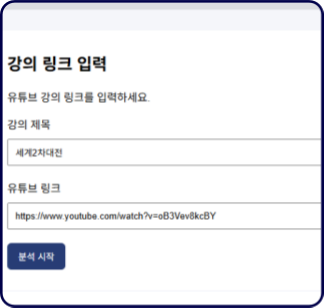 강의 링크 입력
유튜브 강의 링크를 입력하세요.
강의 제목
세계2차대전
유튜브 링크
https://www.youtube.com/watch?v=oB3Vev8kcBY
분석 시작